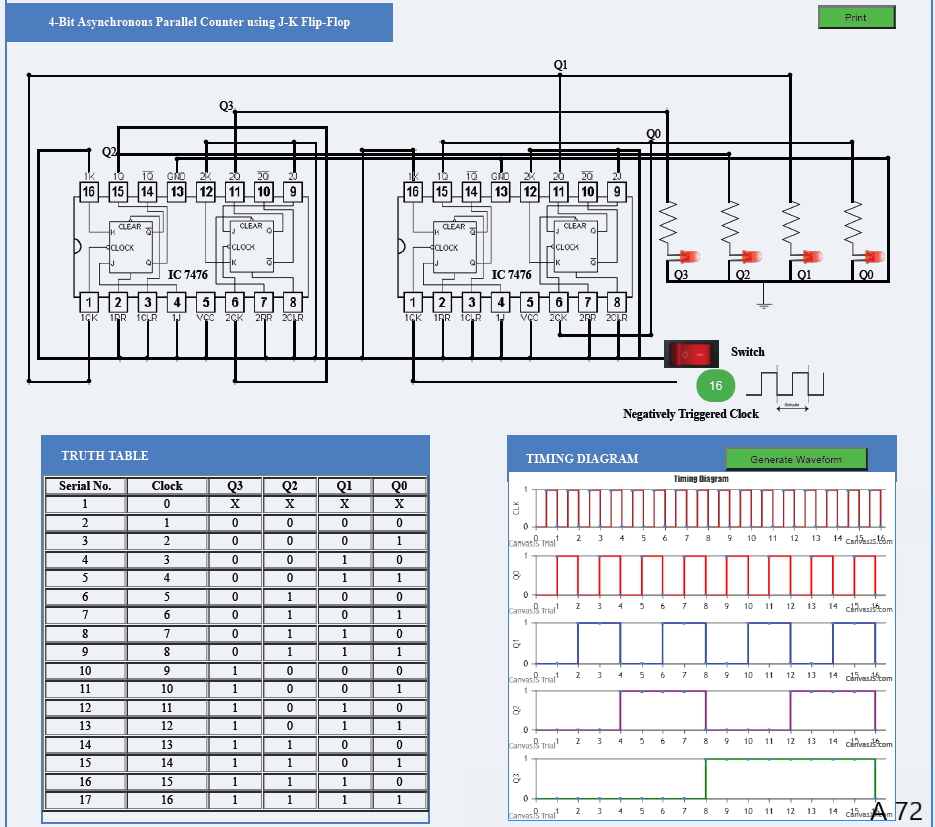 4-Bit Asynchronous Parallel Counter using J-K Flip-Flop
Print
Q1
Q3
Q0
Q2
1K 1Q 1Q GND 2K 2Q 2Q 2J
16 15 14 13 12 11 10 9
1K 1Q 1Q GND 2K 2Q 2Q 2J
16 15 14 13 12 11 10 9
CLEAR
K Q
CLOCK
J Q
CLEAR
J Q
CLOCK
K Q
IC 7476
CLEAR
K Q
CLOCK
J Q
CLEAR
J Q
CLOCK
K Q
IC 7476
1 2 3 4 5 6 7 8
1CK 1PR 1CLR 1J VCC 2CK 2PR 2CLR
1 2 3 4 5 6 7 8
1CK 1PR 1CLR 1J VCC 2CK 2PR 2CLR
Q3 Q2 Q1 Q0
Switch
16
Negatively Triggered Clock
TRUTH TABLE
Serial No. Clock Q3 Q2 Q1 Q0
1 0 X X X X
2 1 0 0 0 0
3 2 0 0 0 1
4 3 0 0 1 0
5 4 0 0 1 1
6 5 0 1 0 0
7 6 0 1 0 1
8 7 0 1 1 0
9 8 0 1 1 1
10 9 1 0 0 0
11 10 1 0 0 1
12 11 1 0 1 0
13 12 1 0 1 1
14 13 1 1 0 0
15 14 1 1 0 1
16 15 1 1 1 0
17 16 1 1 1 1
TIMING DIAGRAM
Generate Waveform
Timing Diagram
1
CLK
0
0 1 2 3 4 5 6 7 8 9 10 11 12 13 14 15 16
CanvasJS Trial CanvasJS.com
1
Q0
0
0 1 2 3 4 5 6 7 8 9 10 11 12 13 14 15 16
CanvasJS Trial CanvasJS.com
1
Q1
0
0 1 2 3 4 5 6 7 8 9 10 11 12 13 14 15 16
CanvasJS Trial CanvasJS.com
1
Q2
0
0 1 2 3 4 5 6 7 8 9 10 11 12 13 14 15 16
CanvasJS Trial CanvasJS.com
1
Q3
0
0 1 2 3 4 5 6 7 8 9 10 11 12 13 14 15 16
CanvasJS Trial CanvasJS.com
A 72